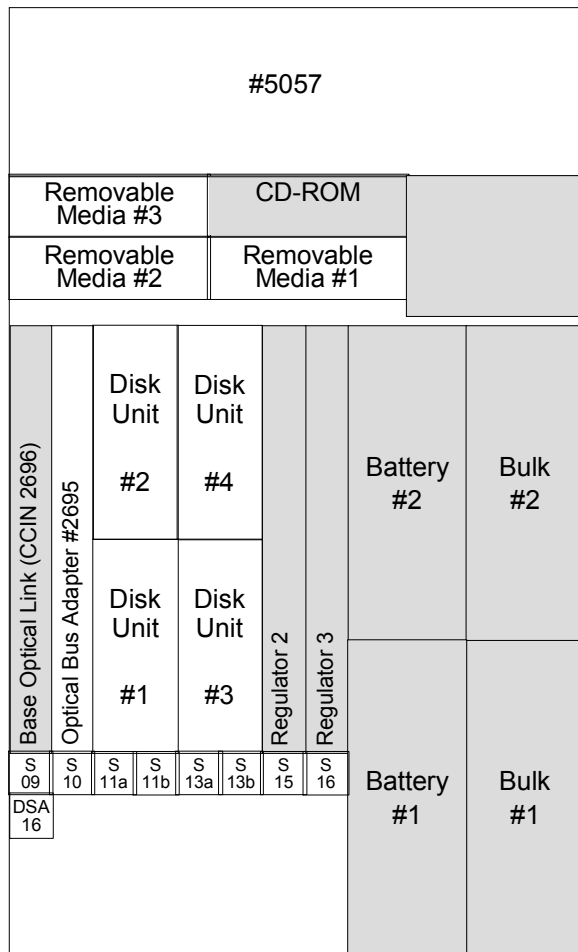 #5057
Removable
Media #3
CD-ROM
Removable
Media #2
Removable
Media #1
Base Optical Link (CCIN 2696)
Optical Bus Adapter #2695
Disk
Unit
#2
Disk
Unit
#4
Disk
Unit
#1
Disk
Unit
#3
Regulator 2
Regulator 3
Battery
#2
Bulk
#2
S
09
S
10
S
11a
S
11b
S
13a
S
13b
S
15
S
16
Battery
#1
Bulk
#1
DSA
16